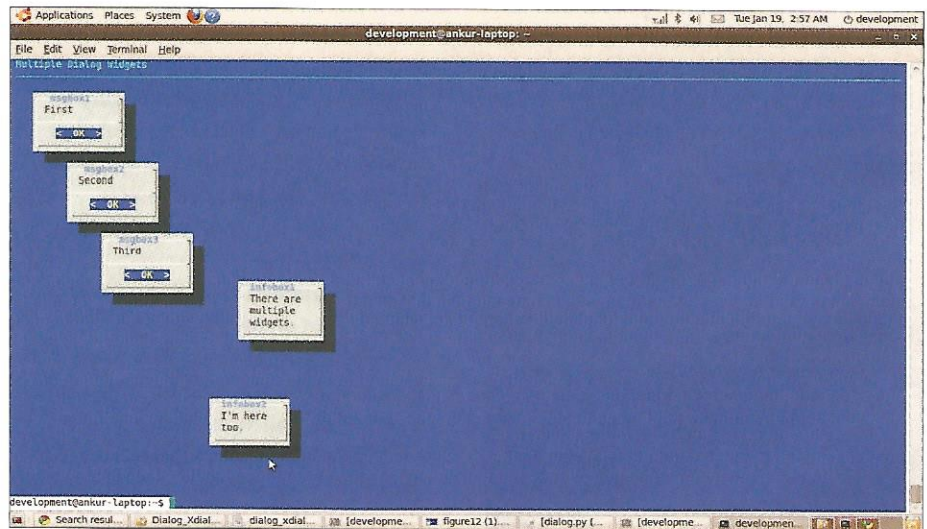 Applications Places System Tue Jan 19, 2:57 AM development
development@ankur-laptop: ~
File Edit View Terminal Help
Multiple Dialog Widgets
msgbox1
First
< OK >
msgbox2
Second
< OK >
msgbox3
Third
< OK >
infobox1
There are
multiple
widgets.
infobox2
I'm here
too.
development@ankur-laptop:~$
Search resul... Dialog_Xdial... dialog_xdial... [developme... figure12 (1).... [dialog.py (... [developme... developmen...